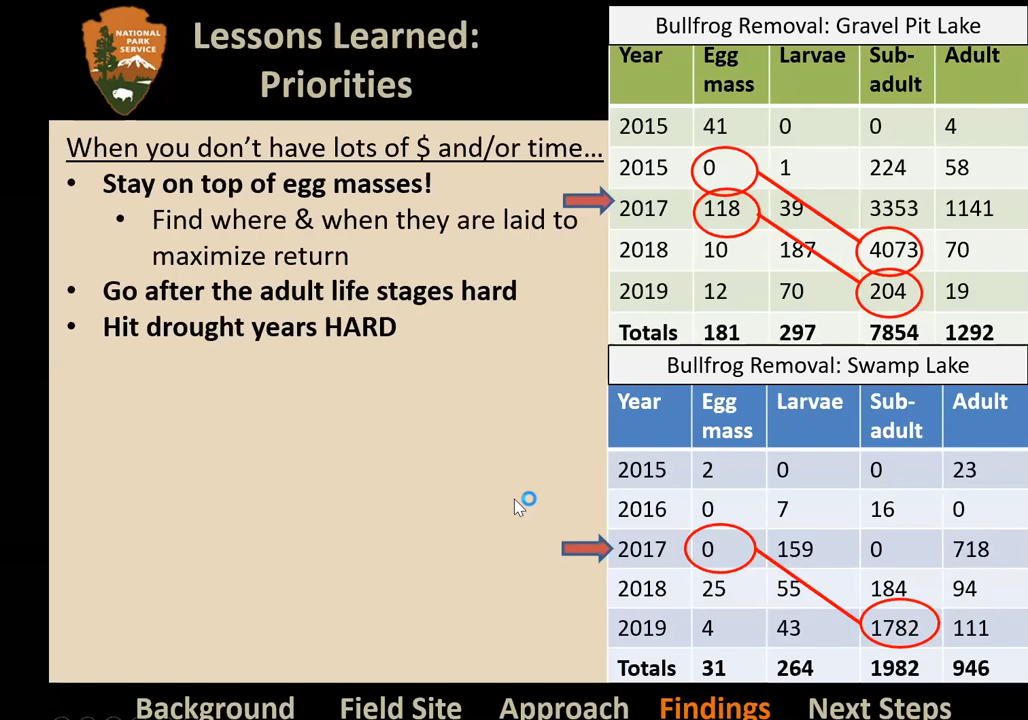 NATIONAL
PARK
SERVICE
Lessons Learned:
Priorities
When you don't have lots of $ and/or time…
• Stay on top of egg masses!
• Find where & when they are laid to
maximize return
• Go after the adult life stages hard
• Hit drought years HARD
Bullfrog Removal: Gravel Pit Lake
Year Egg mass Larvae Sub-adult Adult
2015 41 0 0 4
2015 0 1 224 58
2017 118 39 3353 1141
2018 10 187 4073 70
2019 12 70 204 19
Totals 181 297 7854 1292
Bullfrog Removal: Swamp Lake
Year Egg mass Larvae Sub-adult Adult
2015 2 0 0 23
2016 0 7 16 0
2017 0 159 0 718
2018 25 55 184 94
2019 4 43 1782 111
Totals 31 264 1982 946
Background Field Site Approach Findings Next Steps